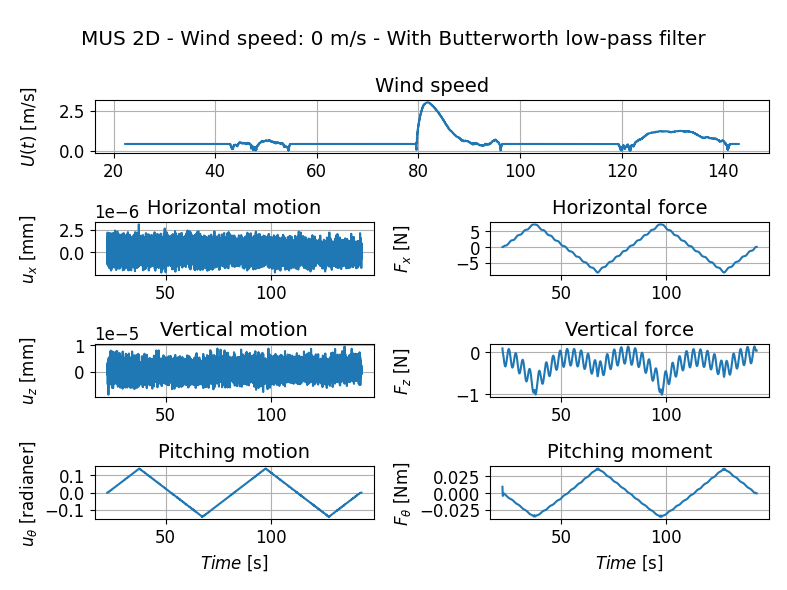 MUS 2D - Wind speed: 0 m/s - With Butterworth low-pass filter
Wind speed
U(t) [m/s]
2.5
0.0
20 40 60 80 100 120 140
1e−6 Horizontal motion
u_x [mm]
2.5
0.0
50 100
Horizontal force
F_x [N]
5
0
−5
50 100
1e−5 Vertical motion
u_z [mm]
1
0
50 100
Vertical force
F_z [N]
0
−1
50 100
Pitching motion
u_θ [radianer]
0.1
0.0
−0.1
50 100
Time [s]
Pitching moment
F_θ [Nm]
0.025
0.000
−0.025
50 100
Time [s]